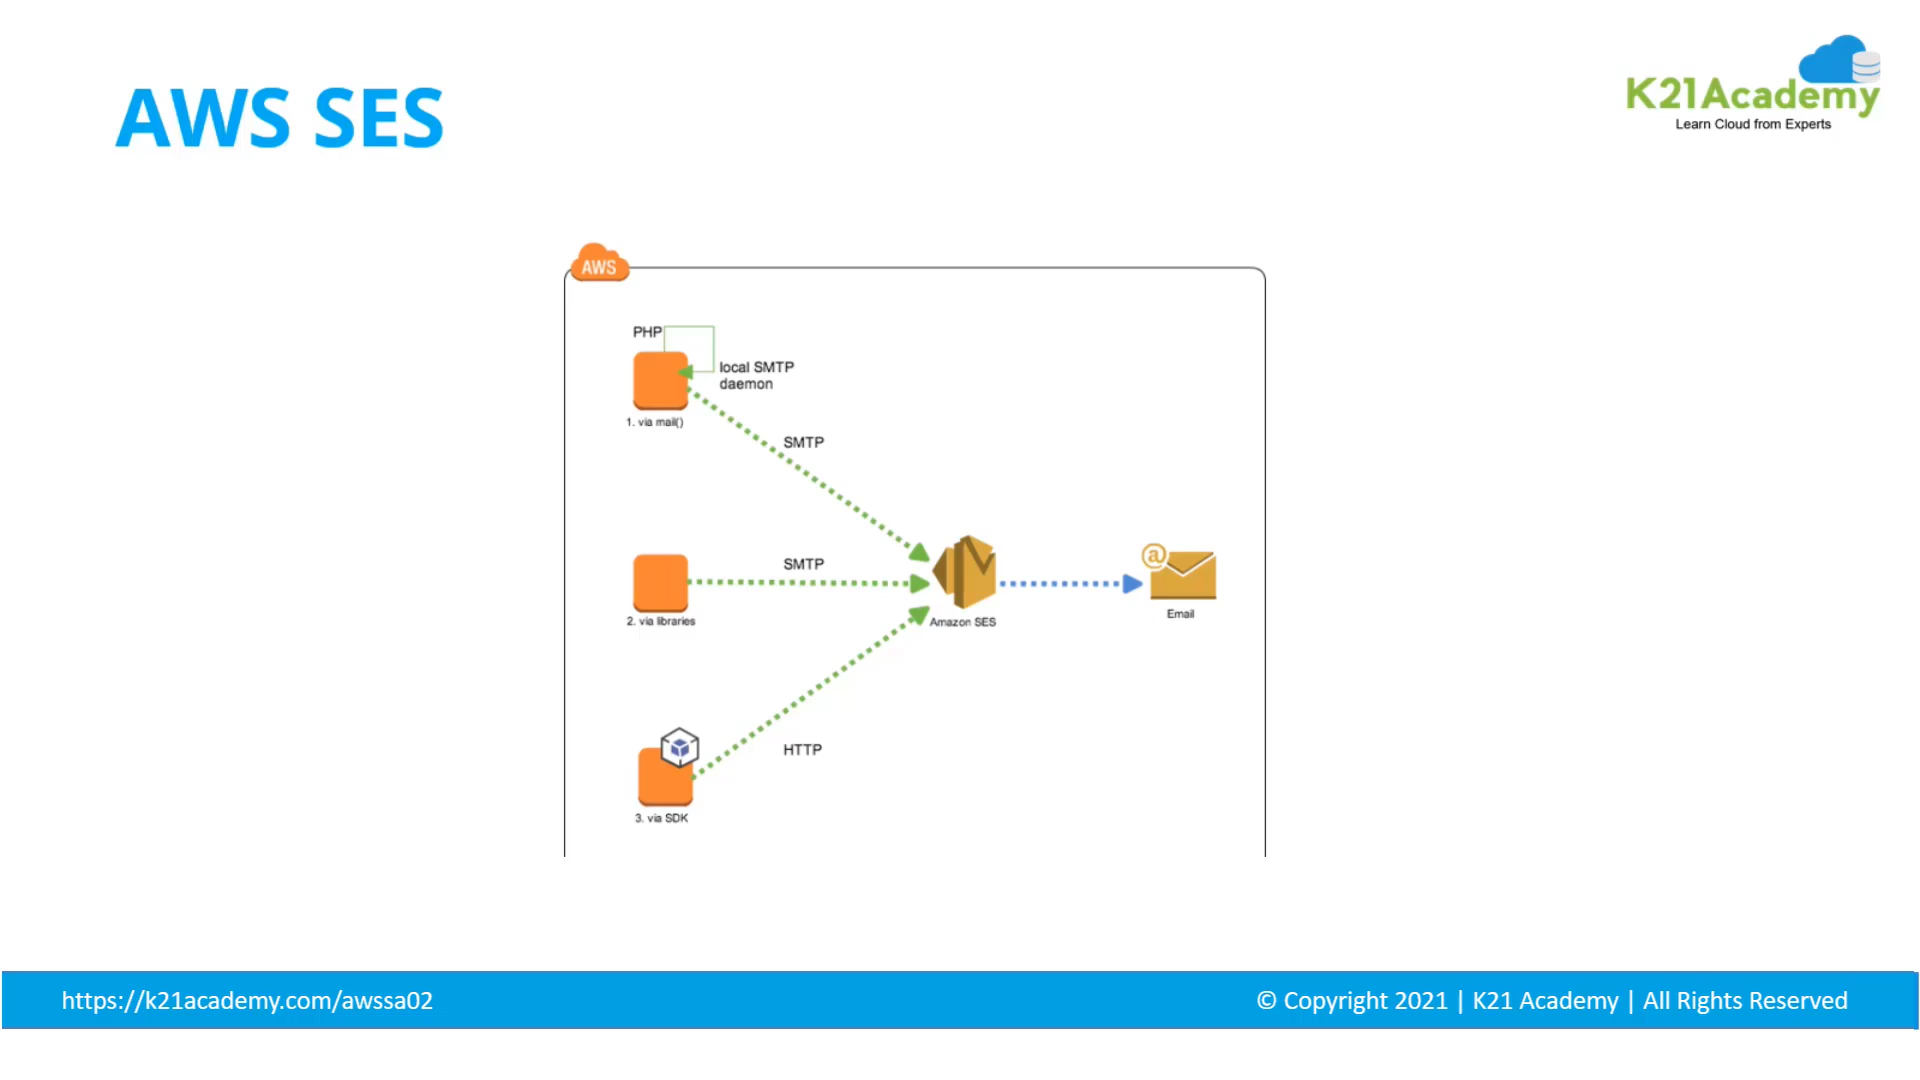 AWS SES
K21Academy
Learn Cloud from Experts
AWS
PHP
local SMTP
daemon
1. via mail()
SMTP
SMTP
2. via libraries
@
Amazon SES
Email
HTTP
3. via SDK
https://k21academy.com/awssa02
© Copyright 2021 | K21 Academy | All Rights Reserved